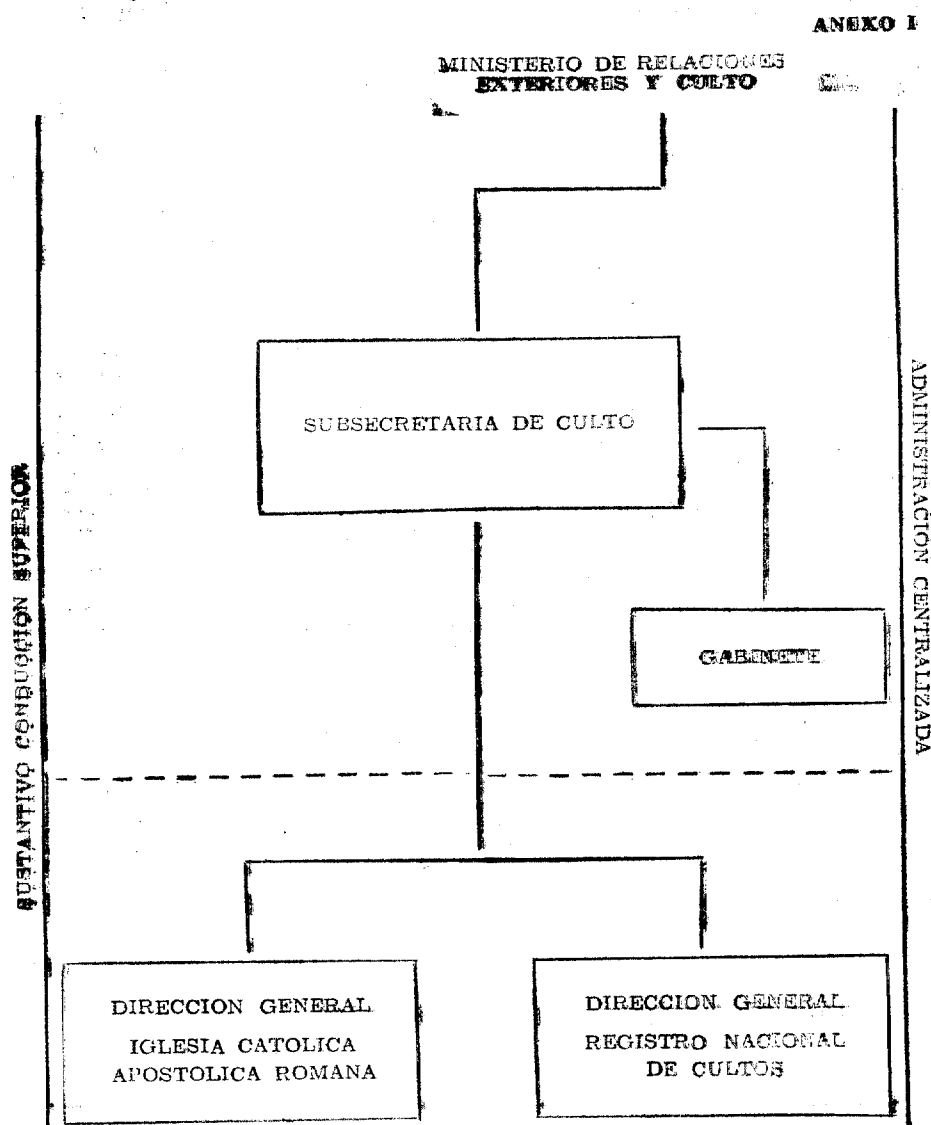 ANEXO I
MINISTERIO DE RELACIONES
EXTERIORES Y CULTO
SUBSECRETARIA DE CULTO
GABINETE
DIRECCION GENERAL
IGLESIA CATOLICA
APOSTOLICA ROMANA
DIRECCION GENERAL
REGISTRO NACIONAL
DE CULTOS
SUSTANTIVO CONDUCCIÓN SUPERIOR
ADMINISTRACIÓN CENTRALIZADA